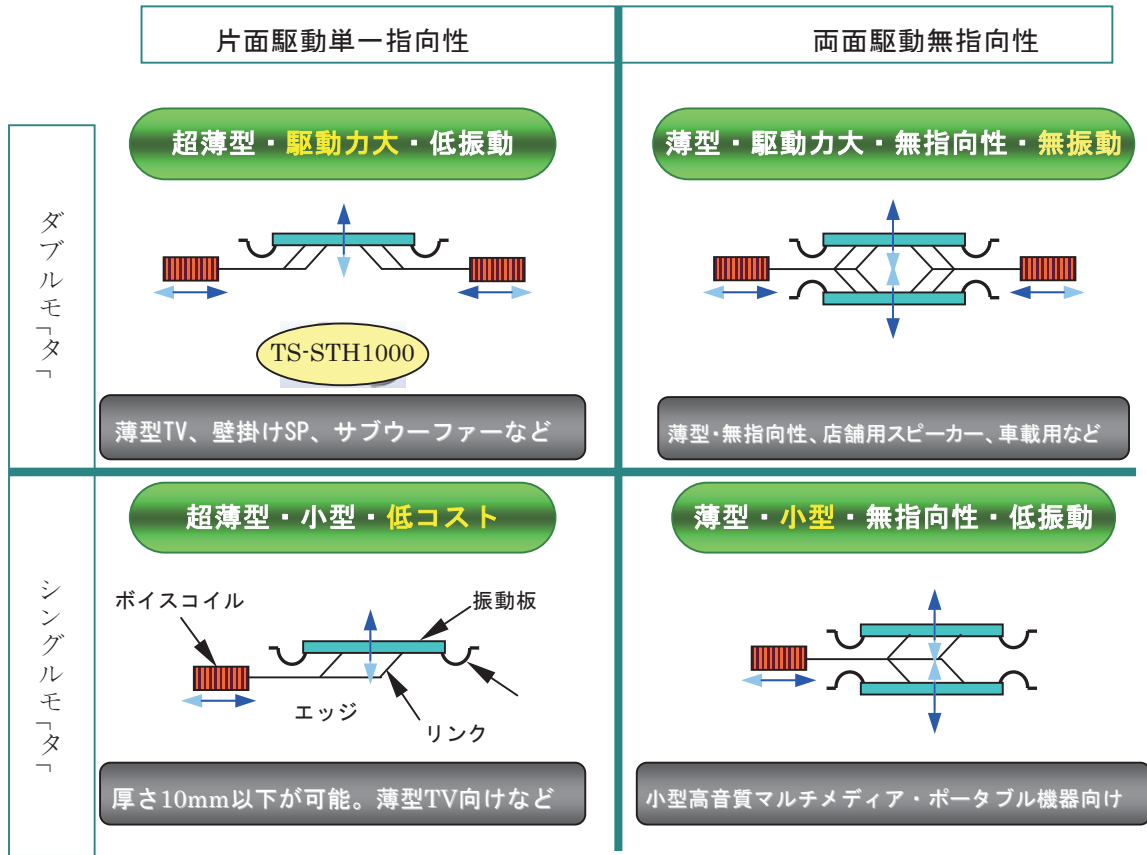 片面駆動単一指向性
両面駆動無指向性
ダブルモータ
超薄型・駆動力大・低振動
薄型・駆動力大・無指向性・無振動
TS-STH1000
薄型TV、壁掛けSP、サブウーファーなど
薄型・無指向性、店舗用スピーカー、車載用など
シングルモータ
超薄型・小型・低コスト
薄型・小型・無指向性・低振動
ボイスコイル
振動板
エッジ
リンク
厚さ10mm以下が可能。薄型TV向けなど
小型高音質マルチメディア・ポータブル機器向け